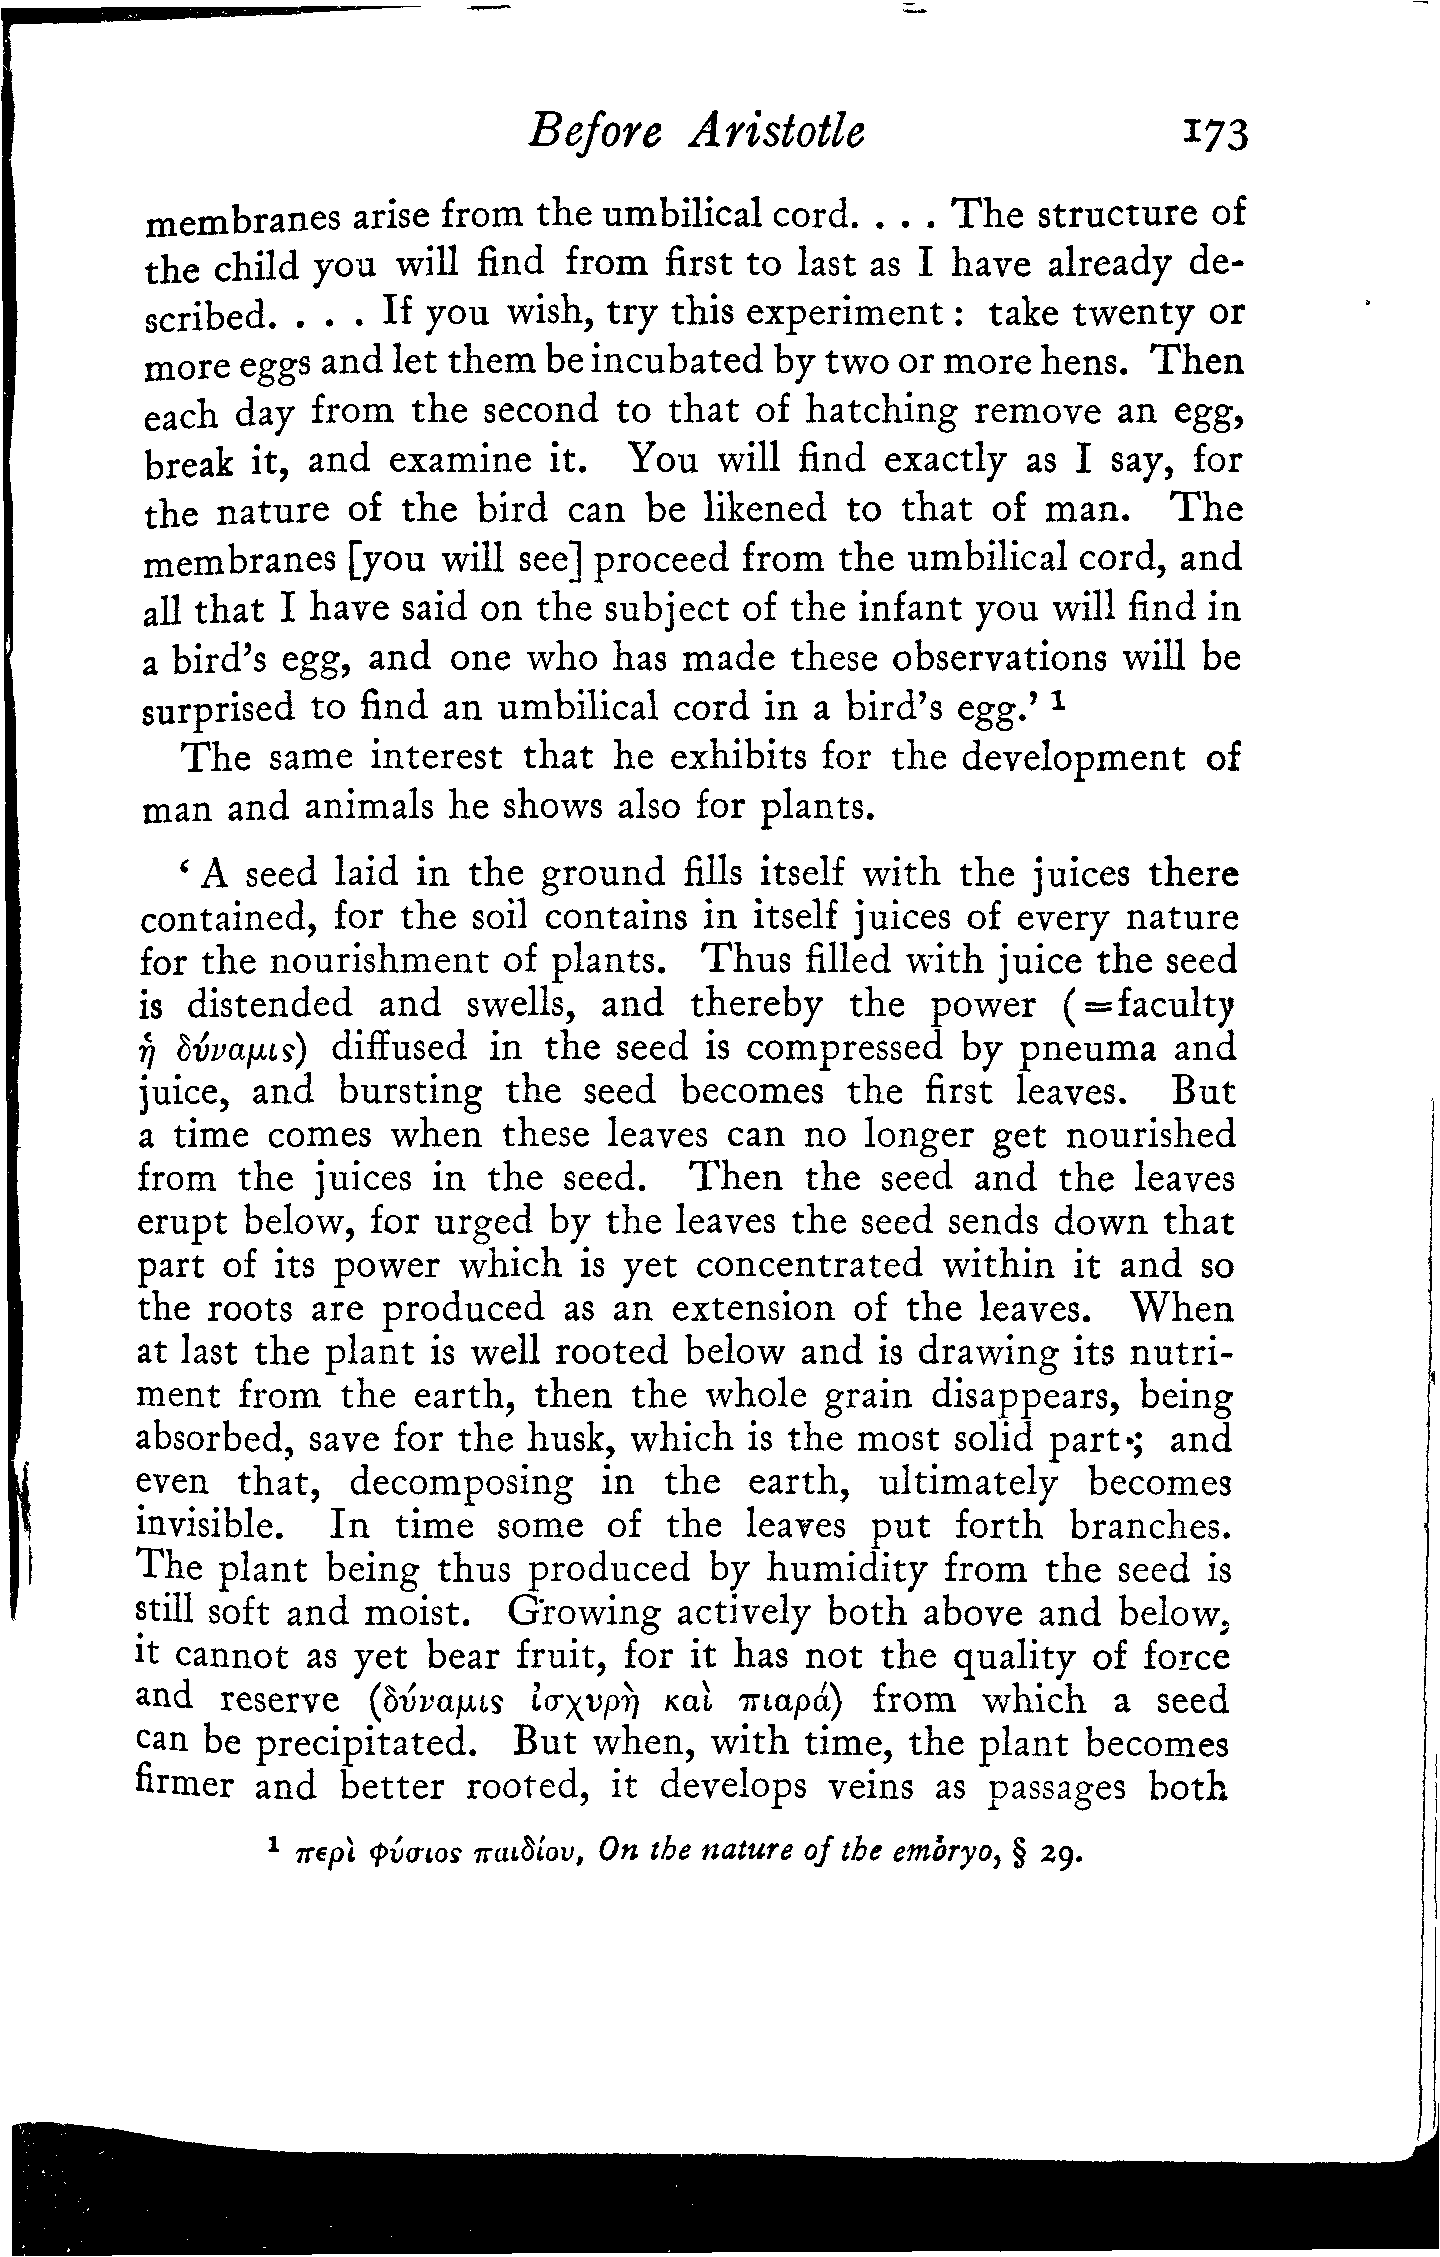 Before Aristotle 173
membranes arise from the umbilical cord. . . . The structure of
the child you will find from first to last as I have already de-
scribed. . . . If you wish, try this experiment : take twenty or
more eggs and let them be incubated by two or more hens. Then
each day from the second to that of hatching remove an egg,
break it, and examine it. You will find exactly as I say, for
the nature of the bird can be likened to that of man. The
membranes [you will see] proceed from the umbilical cord, and
all that I have said on the subject of the infant you will find in
a bird's egg, and one who has made these observations will be
surprised to find an umbilical cord in a bird's egg.' ¹
The same interest that he exhibits for the development of
man and animals he shows also for plants.
‘ A seed laid in the ground fills itself with the juices there
contained, for the soil contains in itself juices of every nature
for the nourishment of plants. Thus filled with juice the seed
is distended and swells, and thereby the power (=faculty
ἡ δύναμις) diffused in the seed is compressed by pneuma and
juice, and bursting the seed becomes the first leaves. But
a time comes when these leaves can no longer get nourished
from the juices in the seed. Then the seed and the leaves
erupt below, for urged by the leaves the seed sends down that
part of its power which is yet concentrated within it and so
the roots are produced as an extension of the leaves. When
at last the plant is well rooted below and is drawing its nutri-
ment from the earth, then the whole grain disappears, being
absorbed, save for the husk, which is the most solid part; and
even that, decomposing in the earth, ultimately becomes
invisible. In time some of the leaves put forth branches.
The plant being thus produced by humidity from the seed is
still soft and moist. Growing actively both above and below,
it cannot as yet bear fruit, for it has not the quality of force
and reserve (δύναμις ἰσχυρὴ καὶ πιαρά) from which a seed
can be precipitated. But when, with time, the plant becomes
firmer and better rooted, it develops veins as passages both
¹ περὶ φύσιος παιδίου, On the nature of the embryo, § 29.